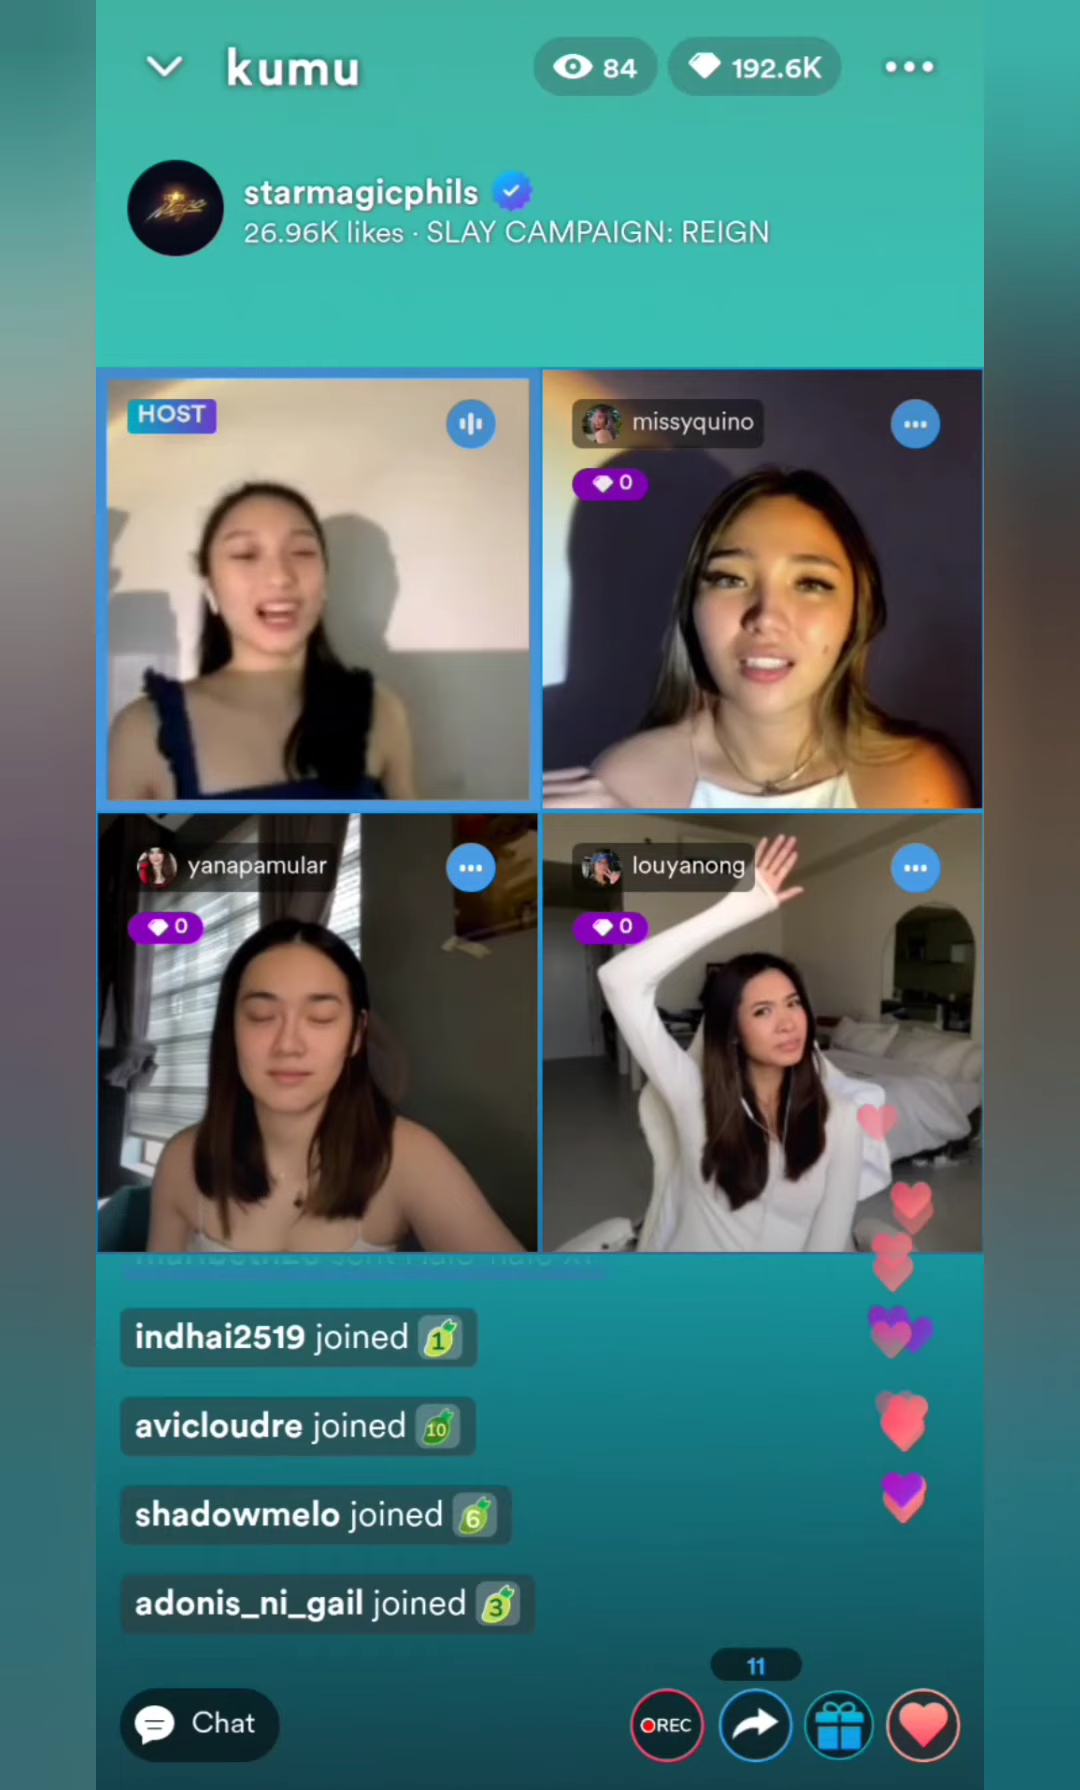 kumu
84
192.6K
starmagicphils
26.96K likes · SLAY CAMPAIGN: REIGN
HOST
missyquino
0
yanapamular
0
louyanong
0
indhai2519 joined 1
avicloudre joined 10
shadowmelo joined 6
adonis_ni_gail joined 3
11
Chat
REC